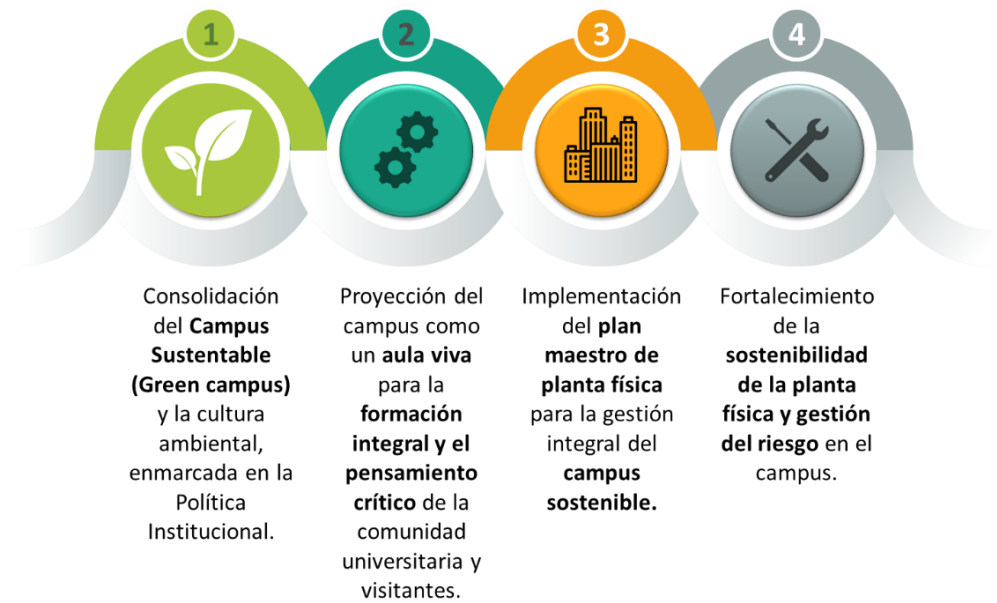 1
2
3
4
Consolidación
del Campus
Sustentable
(Green campus)
y la cultura
ambiental,
enmarcada en la
Política
Institucional.
Proyección del
campus como
un aula viva
para la
formación
integral y el
pensamiento
crítico de la
comunidad
universitaria y
visitantes.
Implementación
del plan
maestro de
planta física
para la gestión
integral del
campus
sostenible.
Fortalecimiento
de la
sostenibilidad
de la planta
física y gestión
del riesgo en el
campus.